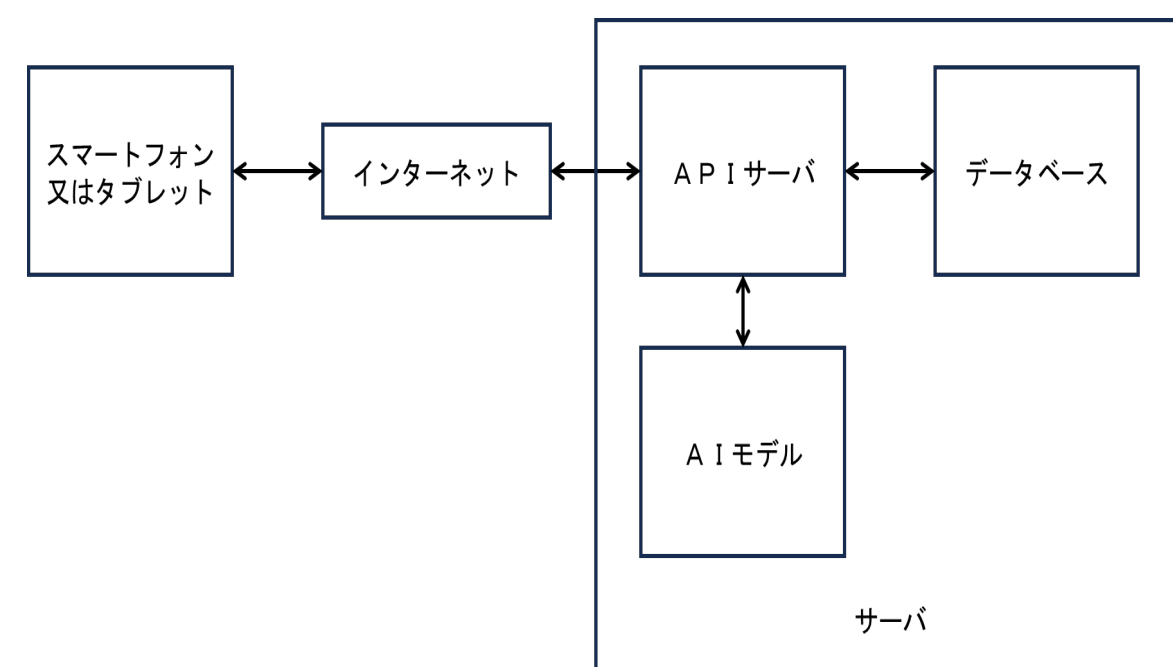 スマートフォン
又はタブレット
インターネット
ＡＰＩサーバ
データベース
ＡＩモデル
サーバ